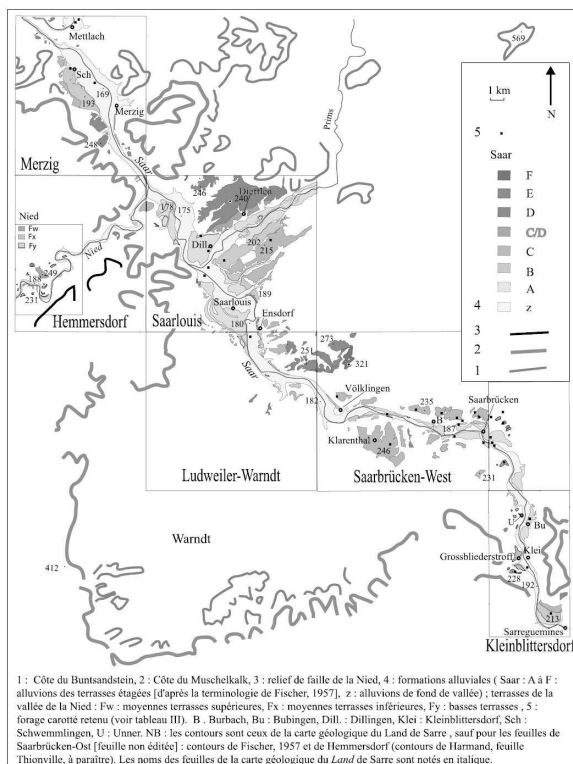 Mettlach
569
Sch
1 km
169
N
193
Merzig
5
Saar
248
Prims
F
E
D
C/D
C
B
A
4
z
3
2
1
Merzig
Saar
246
Diefflen
240
178
175
Nied
Fw
Fx
Fy
Nied
Dill
202
215
249
188
231
189
Saarlouis
Ensdorf
180
Hemmersdorf
Saarlouis
273
251
321
Saar
Völklingen
182
235
Saarbrücken
B
187
Klarenthal
246
231
Ludweiler-Warndt
Saarbrücken-West
Warndt
U
Bu
412
Grossbliederstroff
Klei
228
192
213
Sarreguemines
Kleinblittersdorf
1 : Côte du Buntsandstein, 2 : Côte du Muschelkalk, 3 : relief de faille de la Nied, 4 : formations alluviales ( Saar : A à F :
alluvions des terrasses étagées [d'après la terminologie de Fischer, 1957], z : alluvions de fond de vallée) ; terrasses de la
vallée de la Nied : Fw : moyennes terrasses supérieures, Fx : moyennes terrasses inférieures, Fy : basses terrasses , 5 :
forage carotté retenu (voir tableau III). B . Burbach, Bu : Bubingen, Dill. : Dillingen, Klei : Kleinblittersdorf, Sch :
Schwemmlingen, U : Unner. NB : les contours sont ceux de la carte géologique du Land de Sarre , sauf pour les feuilles de
Saarbrücken-Ost [feuille non éditée] : contours de Fischer, 1957 et de Hemmersdorf (contours de Harmand, feuille
Thionville, à paraître). Les noms des feuilles de la carte géologique du Land de Sarre sont notés en italique.